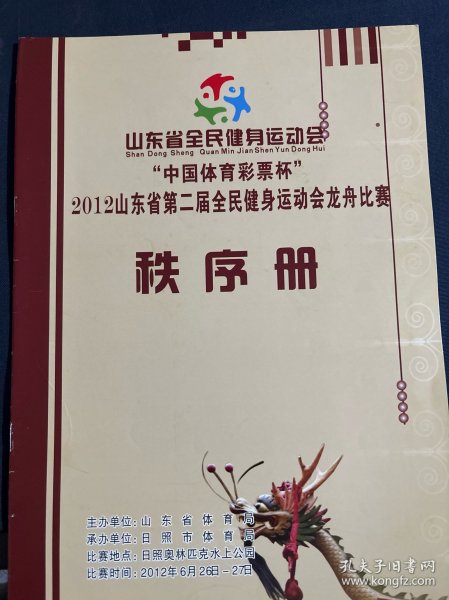 山东省全民健身运动会
Shan Dong Sheng Quan Min Jian Shen Yun Dong Hui
“中国体育彩票杯”
2012山东省第二届全民健身运动会龙舟比赛
秩序册
主办单位：山东省体育局
承办单位：日照市体育局
比赛地点：日照奥林匹克水上公园
比赛时间：2012年6月26日-27日
孔夫子旧书网
www.kongfz.com